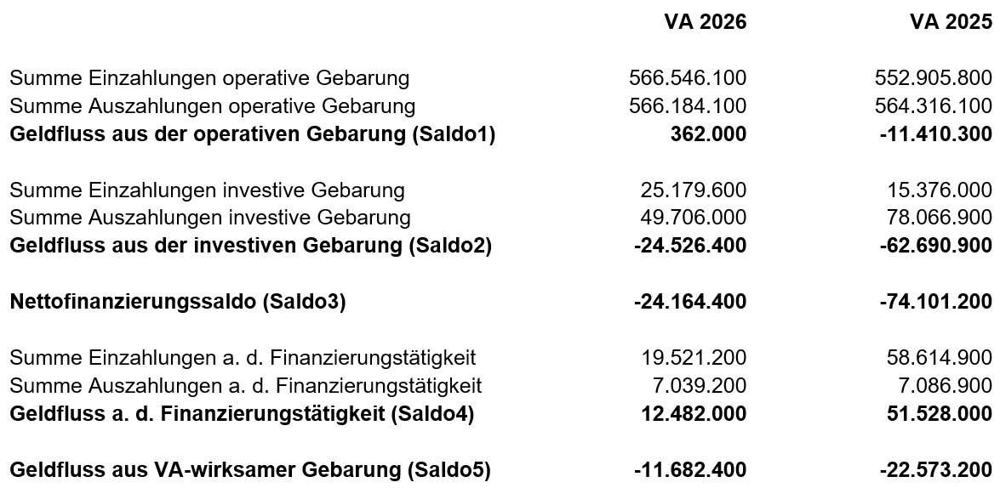 VA 2026 VA 2025
Summe Einzahlungen operative Gebarung 566.546.100 552.905.800
Summe Auszahlungen operative Gebarung 566.184.100 564.316.100
Geldfluss aus der operativen Gebarung (Saldo1) 362.000 -11.410.300
Summe Einzahlungen investive Gebarung 25.179.600 15.376.000
Summe Auszahlungen investive Gebarung 49.706.000 78.066.900
Geldfluss aus der investiven Gebarung (Saldo2) -24.526.400 -62.690.900
Nettofinanzierungssaldo (Saldo3) -24.164.400 -74.101.200
Summe Einzahlungen a. d. Finanzierungstätigkeit 19.521.200 58.614.900
Summe Auszahlungen a. d. Finanzierungstätigkeit 7.039.200 7.086.900
Geldfluss a. d. Finanzierungstätigkeit (Saldo4) 12.482.000 51.528.000
Geldfluss aus VA-wirksamer Gebarung (Saldo5) -11.682.400 -22.573.200